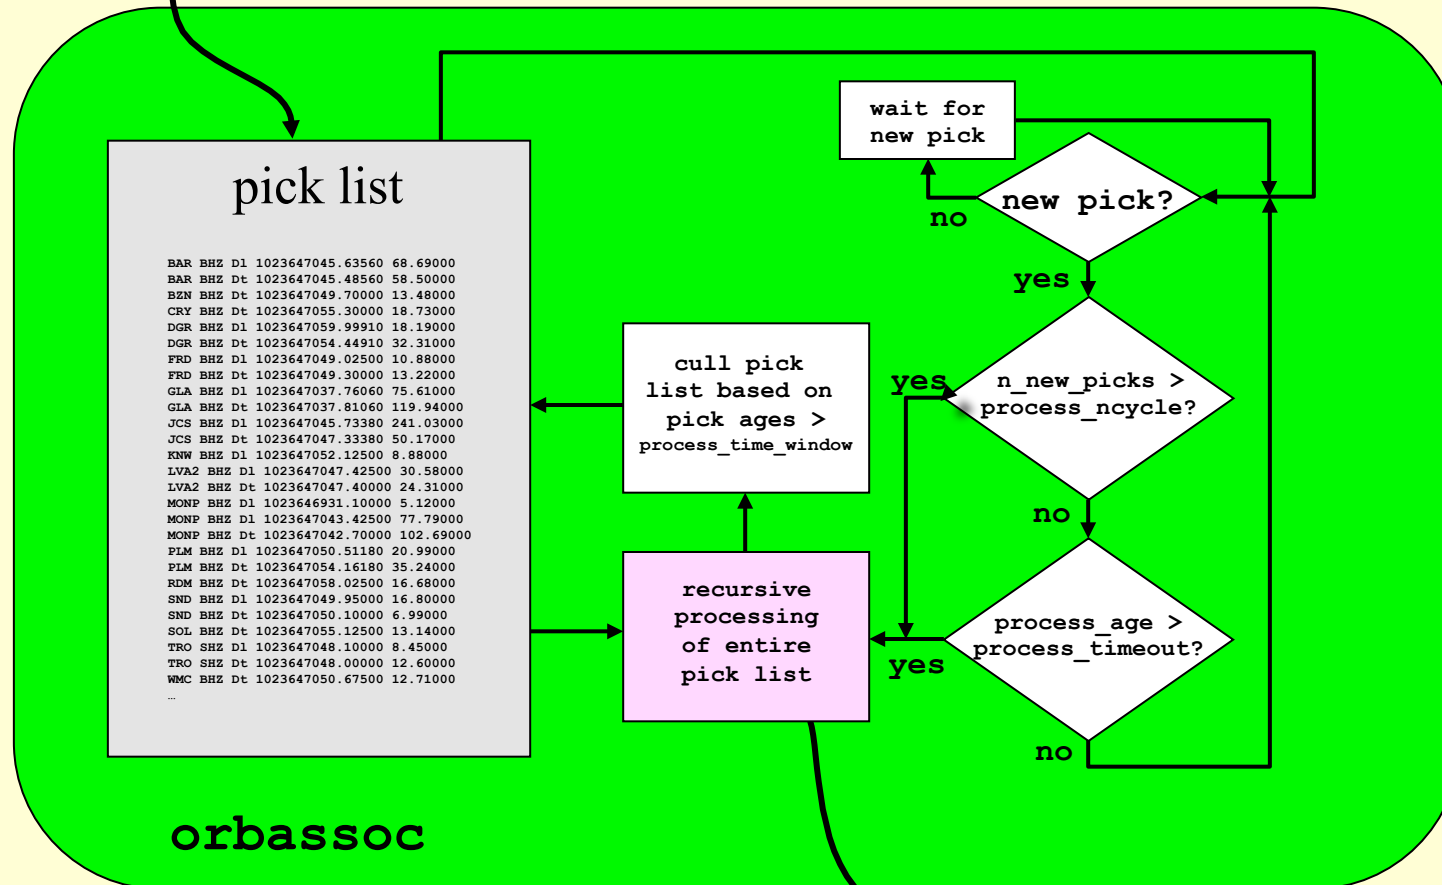 wait for
new pick
pick list
new pick?
no
yes
BAR BHZ Dl 1023647045.63560 68.69000
BAR BHZ Dt 1023647045.48560 58.50000
BZN BHZ Dt 1023647049.70000 13.48000
CRY BHZ Dt 1023647055.30000 18.73000
DGR BHZ Dl 1023647059.99910 18.19000
DGR BHZ Dt 1023647054.44910 32.31000
FRD BHZ Dl 1023647049.02500 10.88000
FRD BHZ Dt 1023647049.30000 13.22000
GLA BHZ Dl 1023647037.76060 75.61000
GLA BHZ Dt 1023647037.81060 119.94000
JCS BHZ Dl 1023647045.73380 241.03000
JCS BHZ Dt 1023647047.33380 50.17000
KNW BHZ Dl 1023647052.12500 8.88000
LVA2 BHZ Dl 1023647047.42500 30.58000
LVA2 BHZ Dt 1023647047.40000 24.31000
MONP BHZ Dl 1023646931.10000 5.12000
MONP BHZ Dl 1023647043.42500 77.79000
MONP BHZ Dt 1023647042.70000 102.69000
PLM BHZ Dl 1023647050.51180 20.99000
PLM BHZ Dt 1023647054.16180 35.24000
RDM BHZ Dt 1023647058.02500 16.68000
SND BHZ Dl 1023647049.95000 16.80000
SND BHZ Dt 1023647050.10000 6.99000
SOL BHZ Dt 1023647055.12500 13.14000
TRO SHZ Dl 1023647048.10000 8.45000
TRO SHZ Dt 1023647048.00000 12.60000
WMC BHZ Dt 1023647050.67500 12.71000
…
cull pick
list based on
pick ages >
process_time_window
yes
n_new_picks >
process_ncycle?
no
recursive
processing
of entire
pick list
process_age >
process_timeout?
yes
no
orbassoc